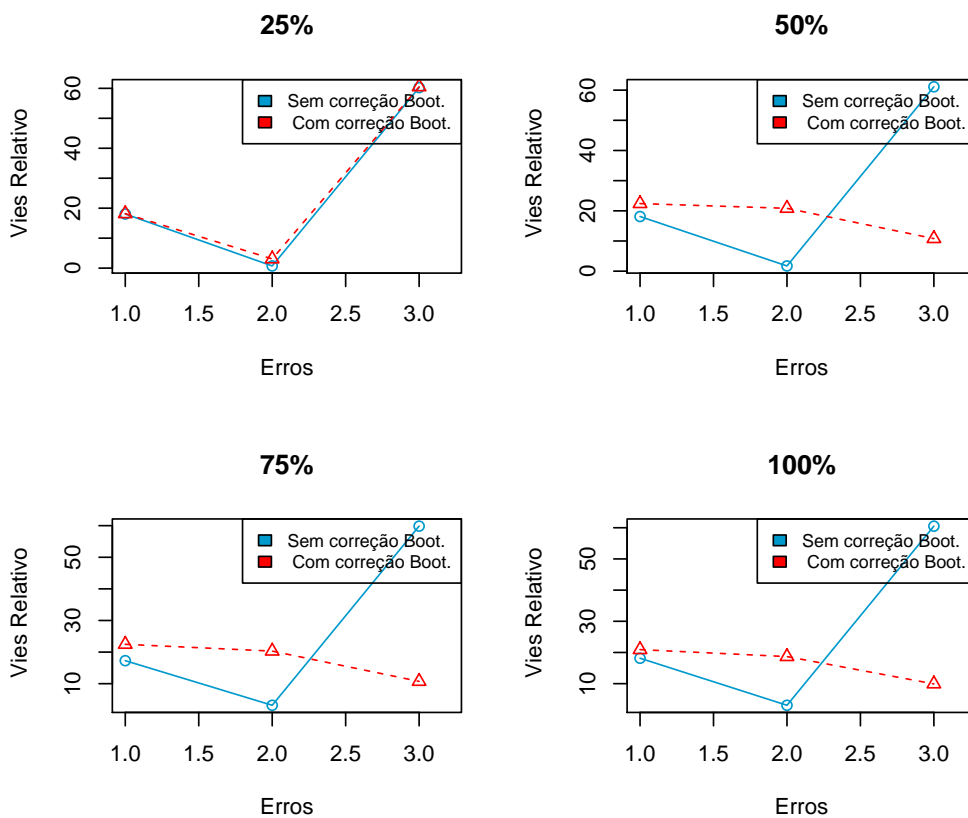 25%
Vies Relativo
60
40
20
0
Sem correção Boot.
Com correção Boot.
1.0 1.5 2.0 2.5 3.0
Erros
50%
Vies Relativo
60
40
20
0
Sem correção Boot.
Com correção Boot.
1.0 1.5 2.0 2.5 3.0
Erros
75%
Vies Relativo
50
30
10
Sem correção Boot.
Com correção Boot.
1.0 1.5 2.0 2.5 3.0
Erros
100%
Vies Relativo
50
30
10
Sem correção Boot.
Com correção Boot.
1.0 1.5 2.0 2.5 3.0
Erros